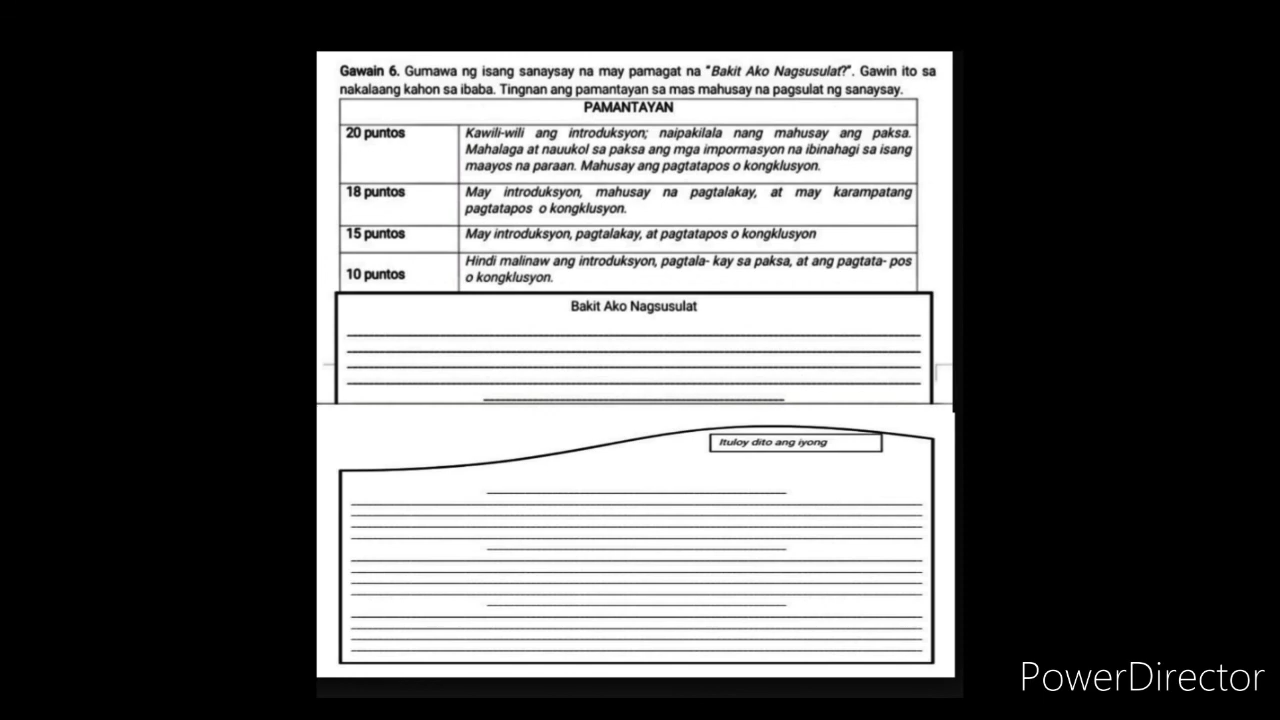 Gawain 6. Gumawa ng isang sanaysay na may pamagat na "Bakit Ako Nagsusulat?". Gawin ito sa
nakalaang kahon sa ibaba. Tingnan ang pamantayan sa mas mahusay na pagsulat ng sanaysay.
PAMANTAYAN
20 puntos
Kawili-wili ang introduksyon; naipakilala nang mahusay ang paksa.
Mahalaga at nauukol sa paksa ang mga impormasyon na ibinahagi sa isang
maayos na paraan. Mahusay ang pagtatapos o kongklusyon.
18 puntos
May introduksyon, mahusay na pagtalakay, at may karampatang
pagtatapos o kongklusyon.
15 puntos
May introduksyon, pagtalakay, at pagtatapos o kongklusyon
10 puntos
Hindi malinaw ang introduksyon, pagtala- kay sa paksa, at ang pagtata- pos
o kongklusyon.
Bakit Ako Nagsusulat
Ituloy dito ang iyong
PowerDirector